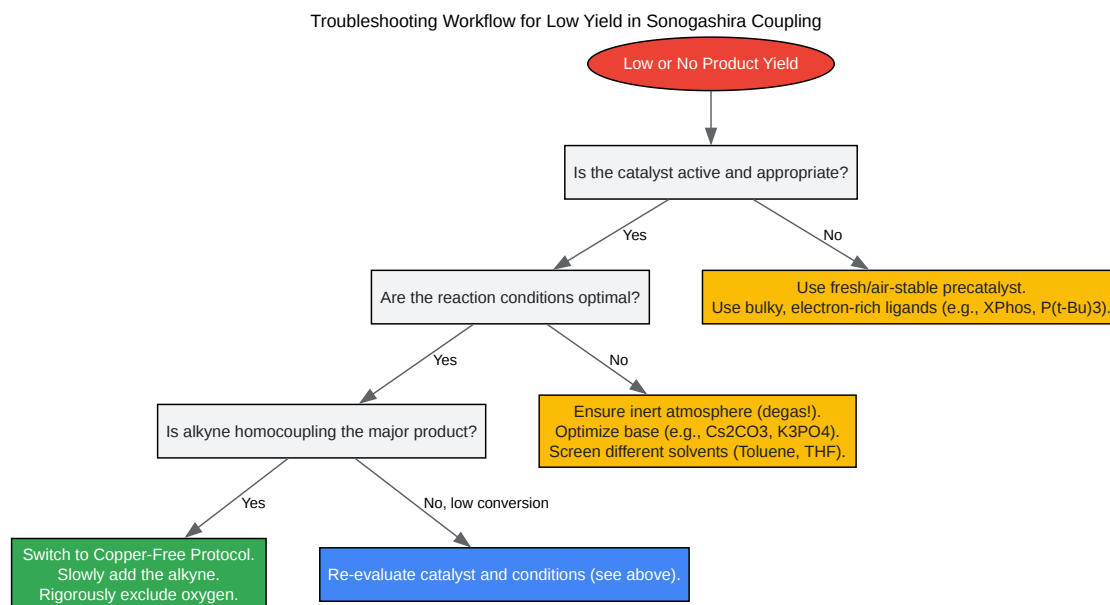 Troubleshooting Workflow for Low Yield in Sonogashira Coupling
Low or No Product Yield
Is the catalyst active and appropriate?
Yes
No
Are the reaction conditions optimal?
Use fresh/air-stable precatalyst.
Use bulky, electron-rich ligands (e.g., XPhos, P(t-Bu)3).
Yes
No
Is alkyne homocoupling the major product?
Ensure inert atmosphere (degas!).
Optimize base (e.g., Cs2CO3, K3PO4).
Screen different solvents (Toluene, THF).
Yes
No, low conversion
Switch to Copper-Free Protocol.
Slowly add the alkyne.
Rigorously exclude oxygen.
Re-evaluate catalyst and conditions (see above).